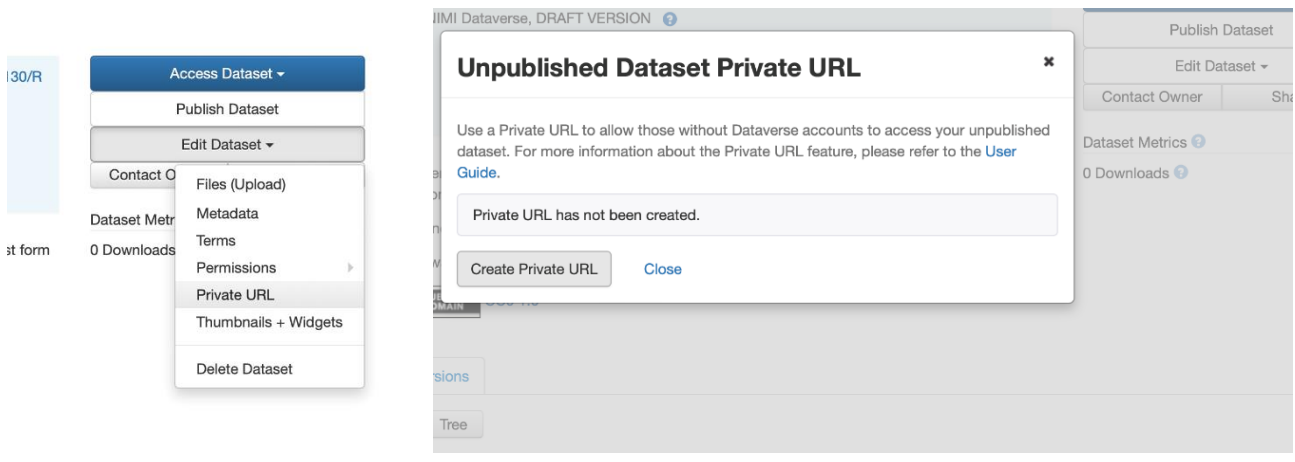 130/R
Access Dataset
Publish Dataset
Edit Dataset
Contact O
Files (Upload)
Metadata
Terms
Permissions
Private URL
Thumbnails + Widgets
Delete Dataset
Dataset Metr
0 Downloads
st form
NIMI Dataverse, DRAFT VERSION
Unpublished Dataset Private URL
Use a Private URL to allow those without Dataverse accounts to access your unpublished
dataset. For more information about the Private URL feature, please refer to the User
Guide.
Private URL has not been created.
Create Private URL
Close
Publish Dataset
Edit Dataset
Contact Owner
Sha
Dataset Metrics
0 Downloads
rsions
Tree